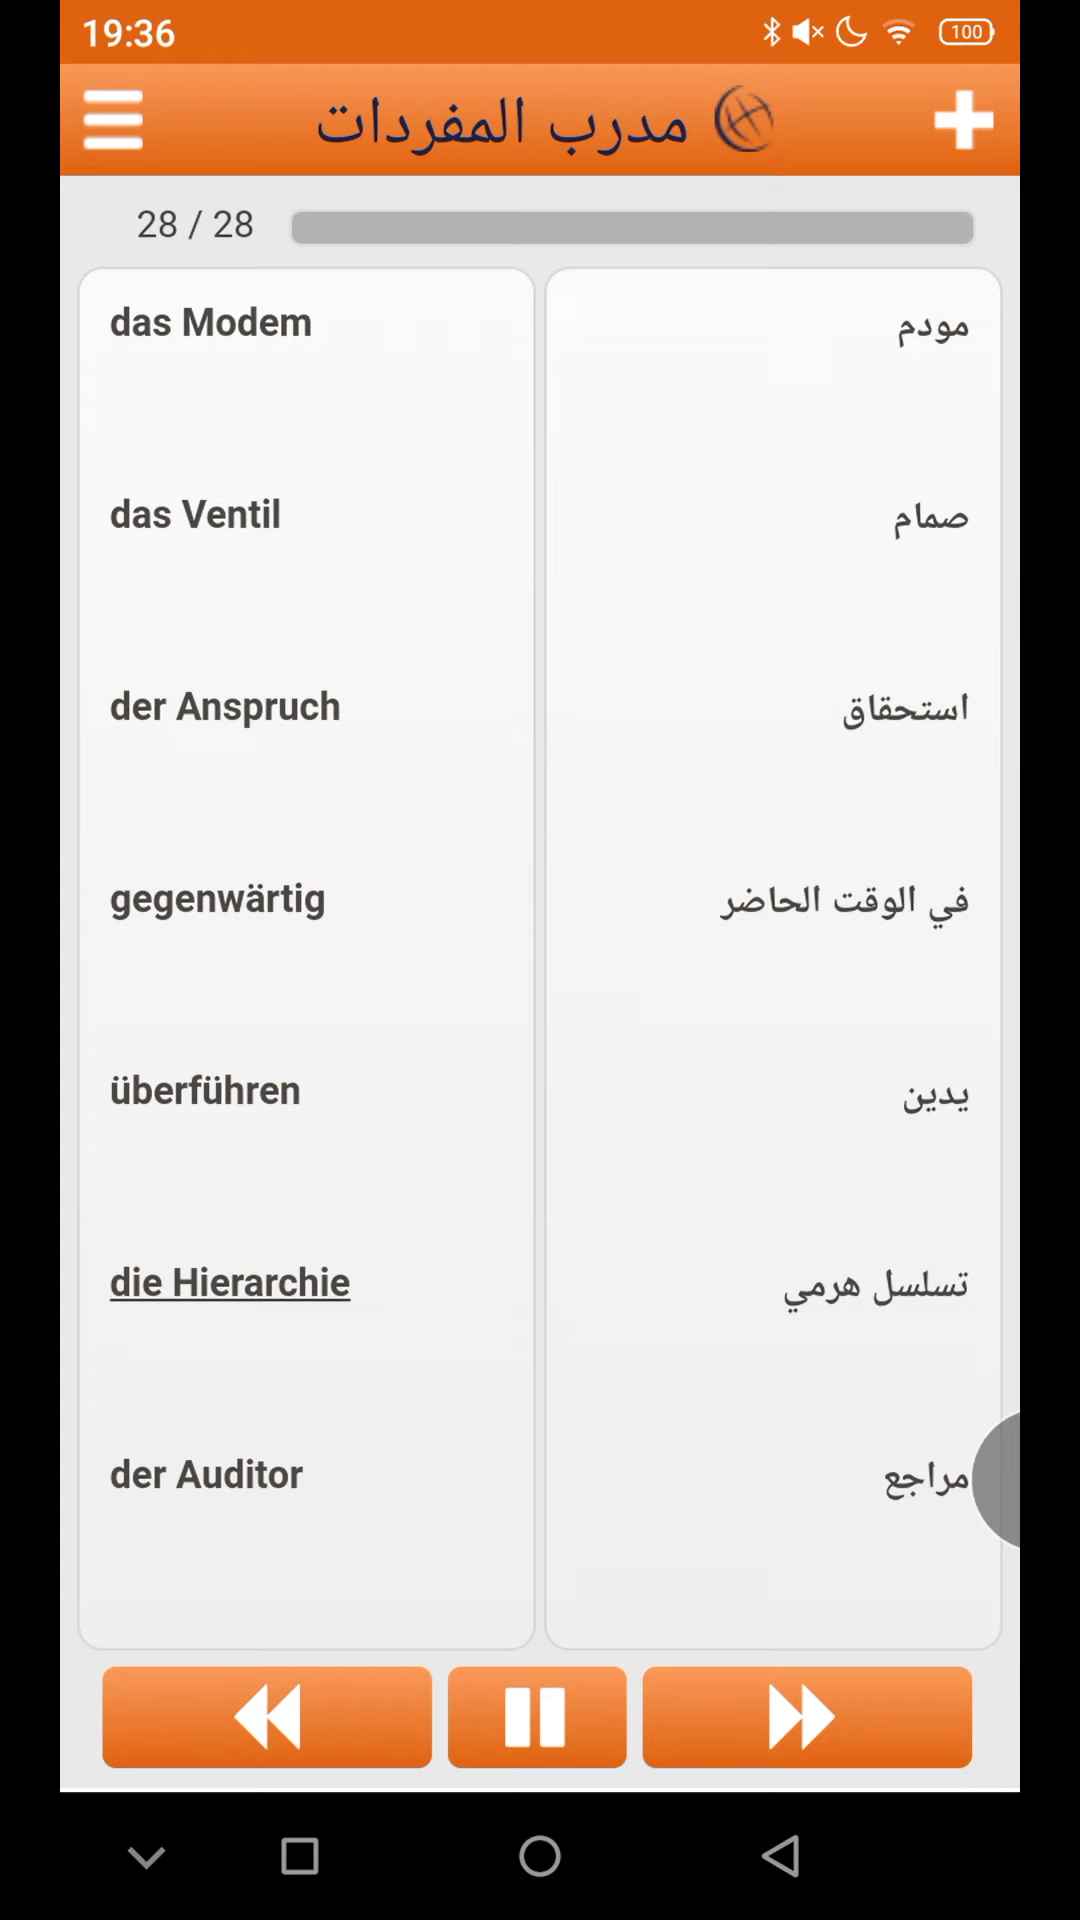 19:36
100
مدرب المفردات
28 / 28
das Modem
مودم
das Ventil
صمام
der Anspruch
استحقاق
gegenwärtig
في الوقت الحاضر
überführen
يدين
die Hierarchie
تسلسل هرمي
der Auditor
مراجع